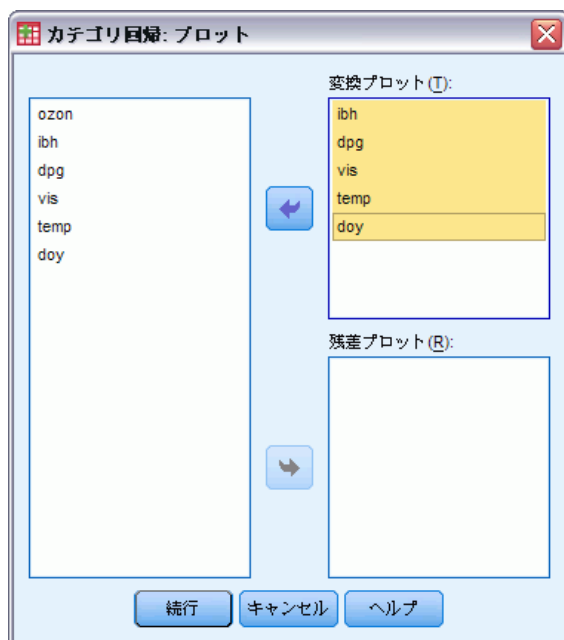 カテゴリ回帰: プロット
変換プロット(T):
ozon
ibh
dpg
vis
temp
doy
ibh
dpg
vis
temp
doy
残差プロット(R):
続行
キャンセル
ヘルプ